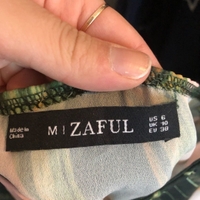 Made in
China
M | ZAFUL
US 6
UK 10
EU 38